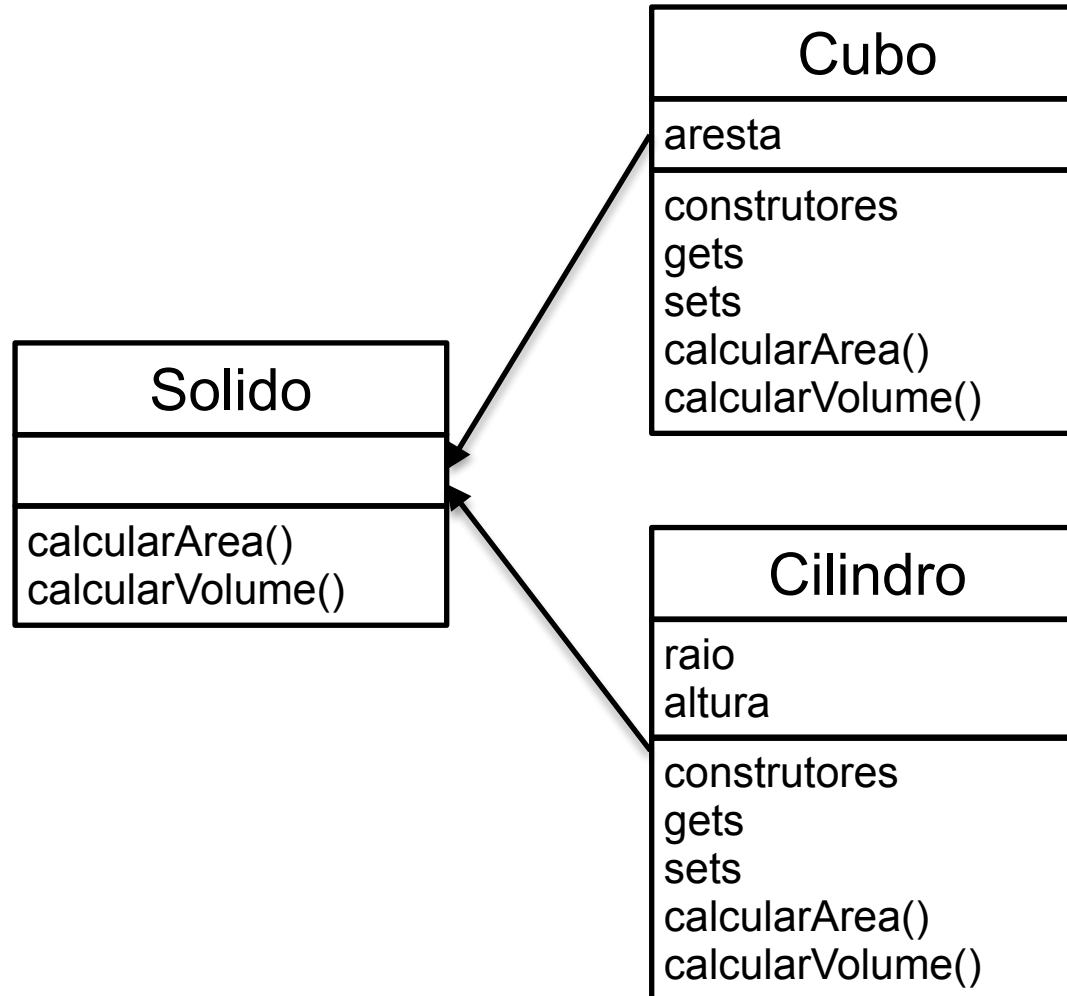 Cubo
aresta
construtores
gets
sets
calcularArea()
calcularVolume()
Solido
calcularArea()
calcularVolume()
Cilindro
raio
altura
construtores
gets
sets
calcularArea()
calcularVolume()